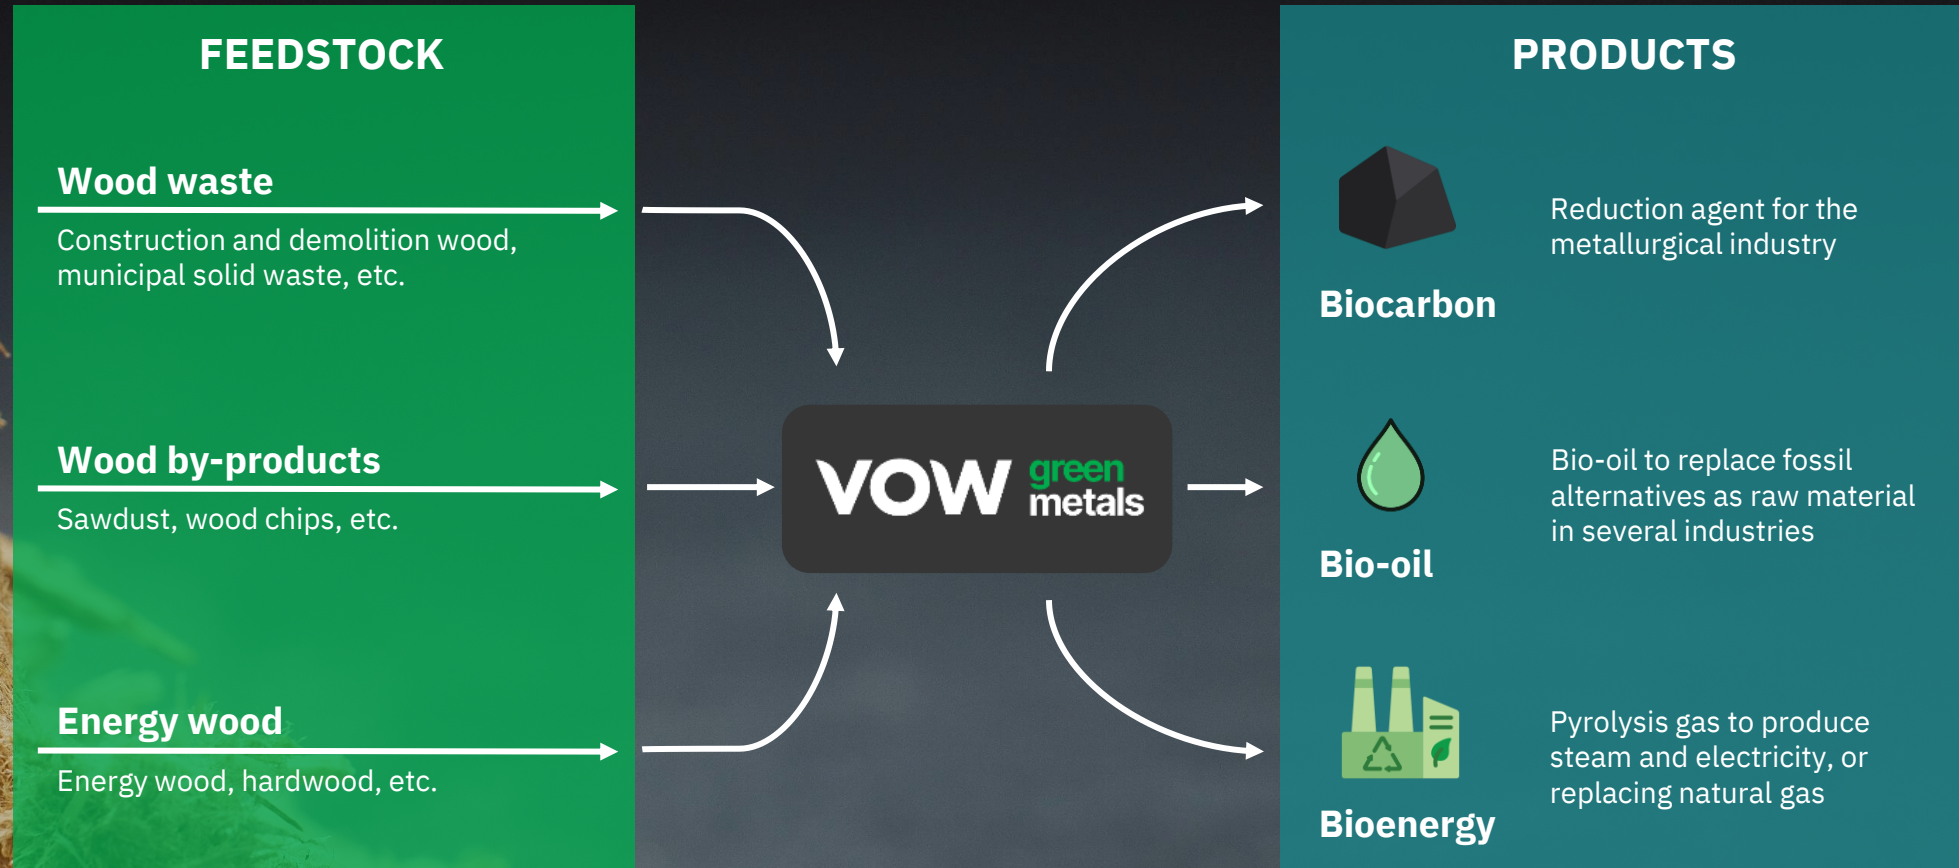 FEEDSTOCK
Wood waste
Construction and demolition wood,
municipal solid waste, etc.
Wood by-products
Sawdust, wood chips, etc.
Energy wood
Energy wood, hardwood, etc.
VOW green
metals
PRODUCTS
Reduction agent for the
metallurgical industry
Biocarbon
Bio-oil to replace fossil
alternatives as raw material
in several industries
Bio-oil
Pyrolysis gas to produce
steam and electricity, or
replacing natural gas
Bioenergy